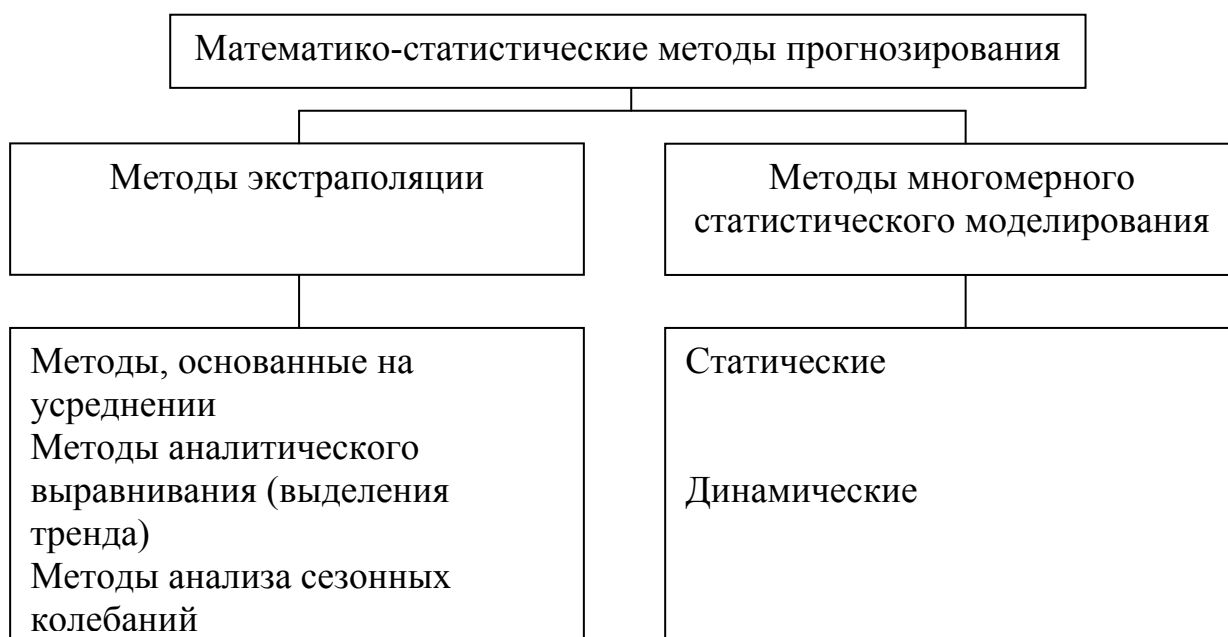 Математико-статистические методы прогнозирования
Методы экстраполяции
Методы многомерного
статистического моделирования
Методы, основанные на
усреднении
Методы аналитического
выравнивания (выделения
тренда)
Методы анализа сезонных
колебаний
Статические
Динамические